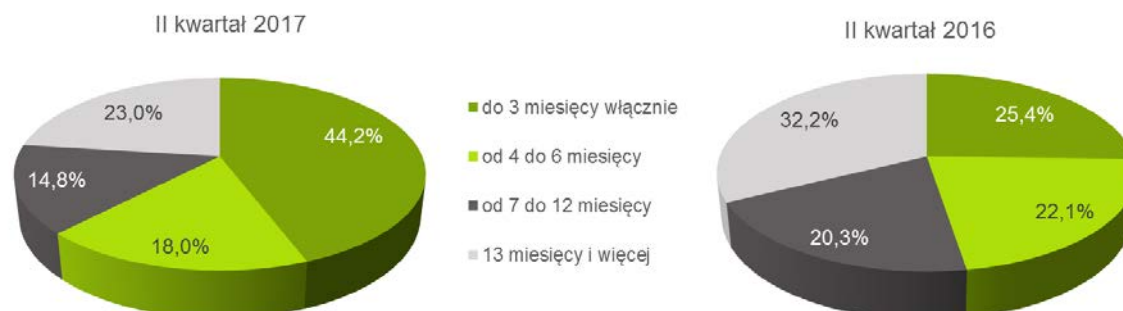 II kwartał 2017
23,0%
44,2%
14,8%
18,0%
do 3 miesięcy włącznie
od 4 do 6 miesięcy
od 7 do 12 miesięcy
13 miesięcy i więcej
II kwartał 2016
32,2%
25,4%
20,3%
22,1%